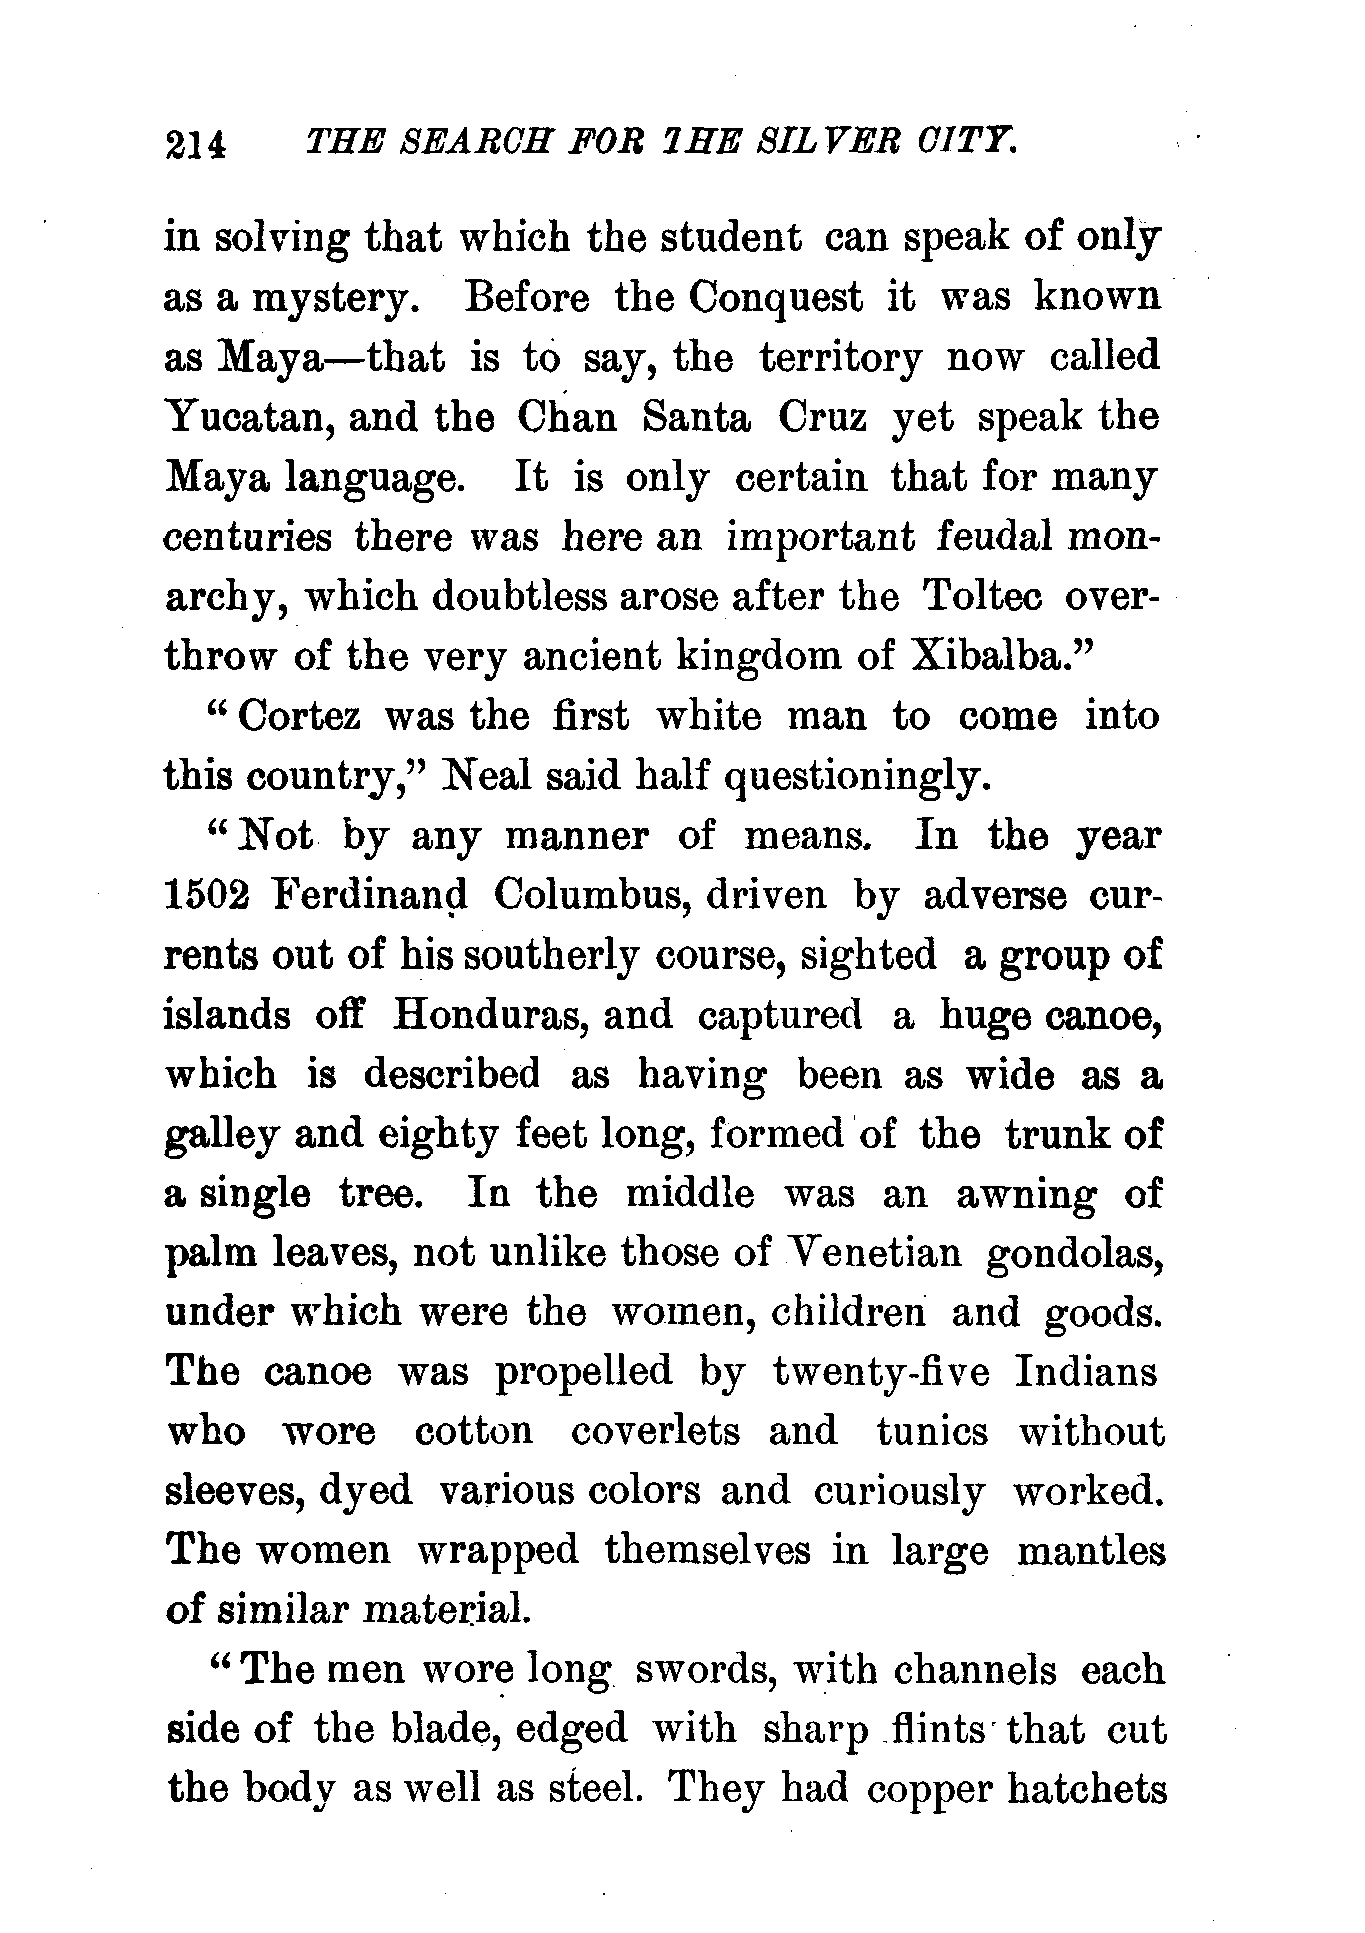 214 THE SEARCH FOR THE SILVER CITY.
in solving that which the student can speak of only
as a mystery. Before the Conquest it was known
as Maya—that is to say, the territory now called
Yucatan, and the Chan Santa Cruz yet speak the
Maya language. It is only certain that for many
centuries there was here an important feudal mon-
archy, which doubtless arose after the Toltec over-
throw of the very ancient kingdom of Xibalba.”
“Cortez was the first white man to come into
this country,” Neal said half questioningly.
“Not by any manner of means. In the year
1502 Ferdinand Columbus, driven by adverse cur-
rents out of his southerly course, sighted a group of
islands off Honduras, and captured a huge canoe,
which is described as having been as wide as a
galley and eighty feet long, formed of the trunk of
a single tree. In the middle was an awning of
palm leaves, not unlike those of Venetian gondolas,
under which were the women, children and goods.
The canoe was propelled by twenty-five Indians
who wore cotton coverlets and tunics without
sleeves, dyed various colors and curiously worked.
The women wrapped themselves in large mantles
of similar material.
“The men wore long swords, with channels each
side of the blade, edged with sharp flints that cut
the body as well as steel. They had copper hatchets